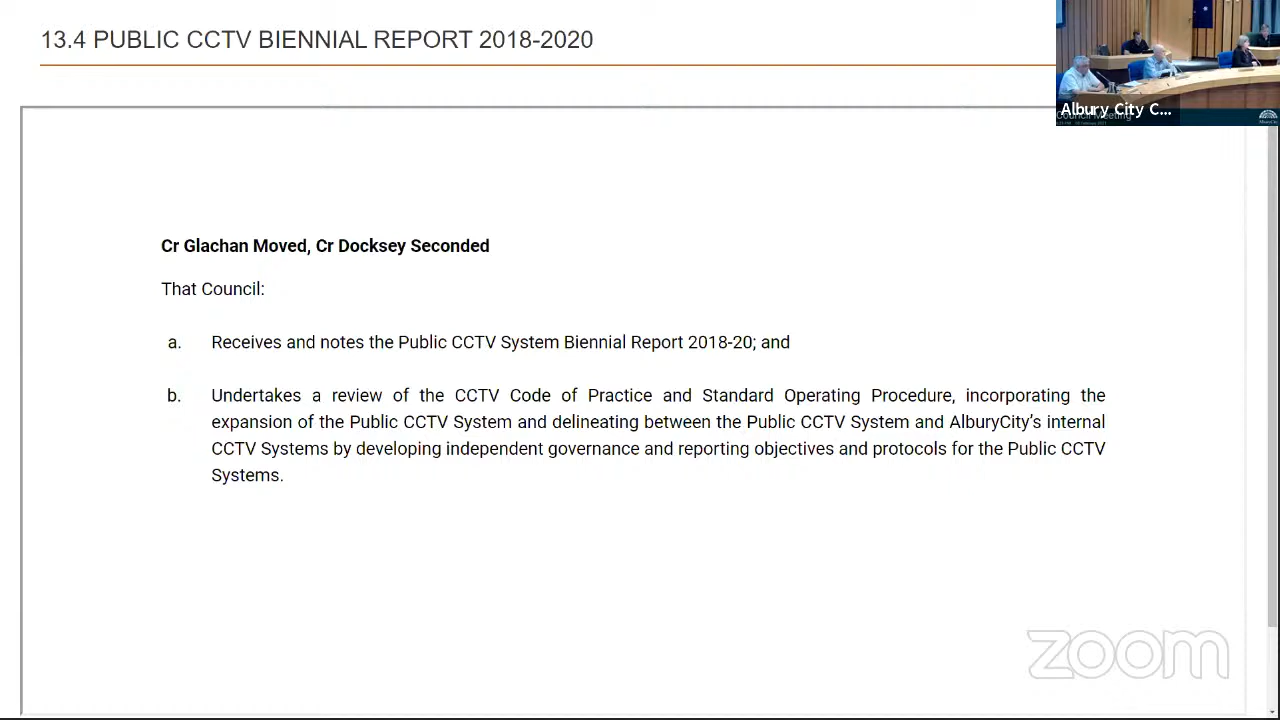 13.4 PUBLIC CCTV BIENNIAL REPORT 2018-2020
Albury City C...
Council Meeting
Cr Glachan Moved, Cr Docksey Seconded
That Council:
a. Receives and notes the Public CCTV System Biennial Report 2018-20; and
b. Undertakes a review of the CCTV Code of Practice and Standard Operating Procedure, incorporating the
expansion of the Public CCTV System and delineating between the Public CCTV System and AlburyCity's internal
CCTV Systems by developing independent governance and reporting objectives and protocols for the Public CCTV
Systems.
zoom